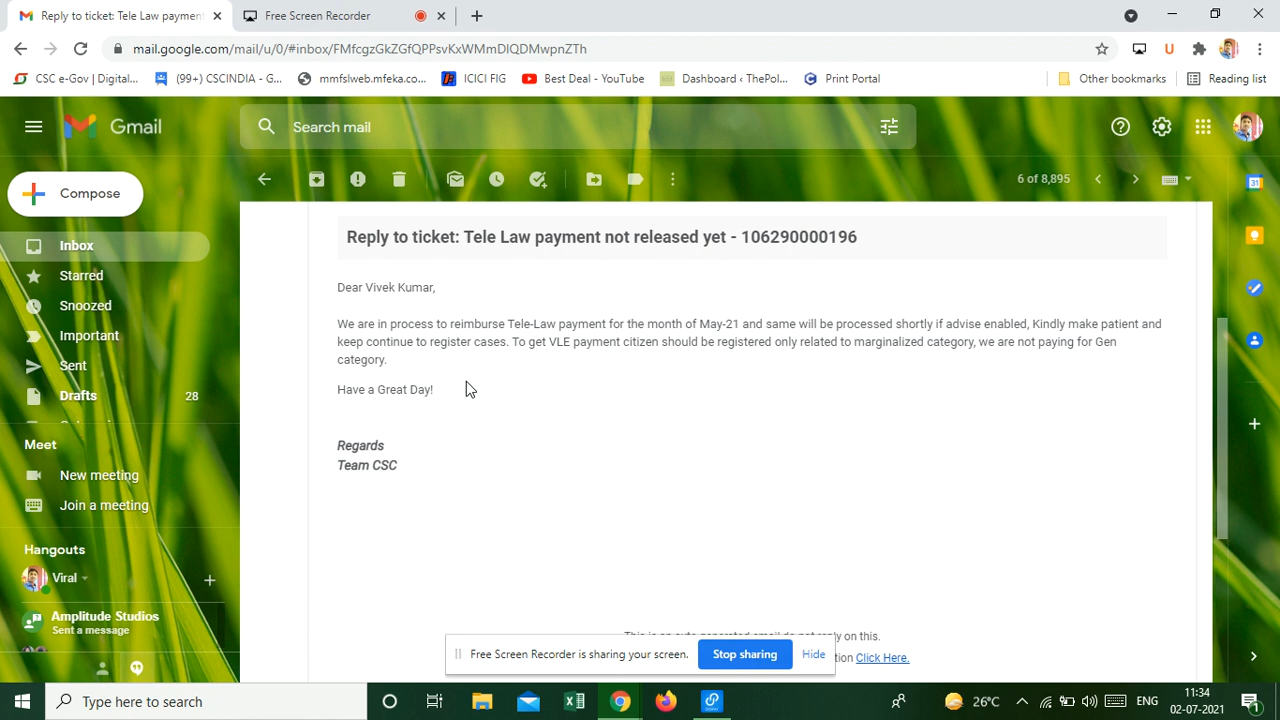 Reply to ticket: Tele Law payment
Free Screen Recorder
mail.google.com/mail/u/0/#inbox/FMfcgzGkZGfQPPsvKxWMmDlQDMwpnZTh
CSC e-Gov | Digital...
(99+) CSCINDIA - G...
mmfslweb.mfeka.co...
ICICI FIG
Best Deal - YouTube
Dashboard ‹ ThePol...
Print Portal
Other bookmarks
Reading list
Gmail
Search mail
Compose
6 of 8,895
Inbox
Starred
Snoozed
Important
Sent
Drafts 28
Meet
New meeting
Join a meeting
Hangouts
Viral
Amplitude Studios
Sent a message
Reply to ticket: Tele Law payment not released yet - 106290000196
Dear Vivek Kumar,
We are in process to reimburse Tele-Law payment for the month of May-21 and same will be processed shortly if advise enabled, Kindly make patient and
keep continue to register cases. To get VLE payment citizen should be registered only related to marginalized category, we are not paying for Gen
category.
Have a Great Day!
Regards
Team CSC
Free Screen Recorder is sharing your screen.
Stop sharing
Hide
Click Here.
31
Type here to search
26°C
ENG
11:34
02-07-2021
1